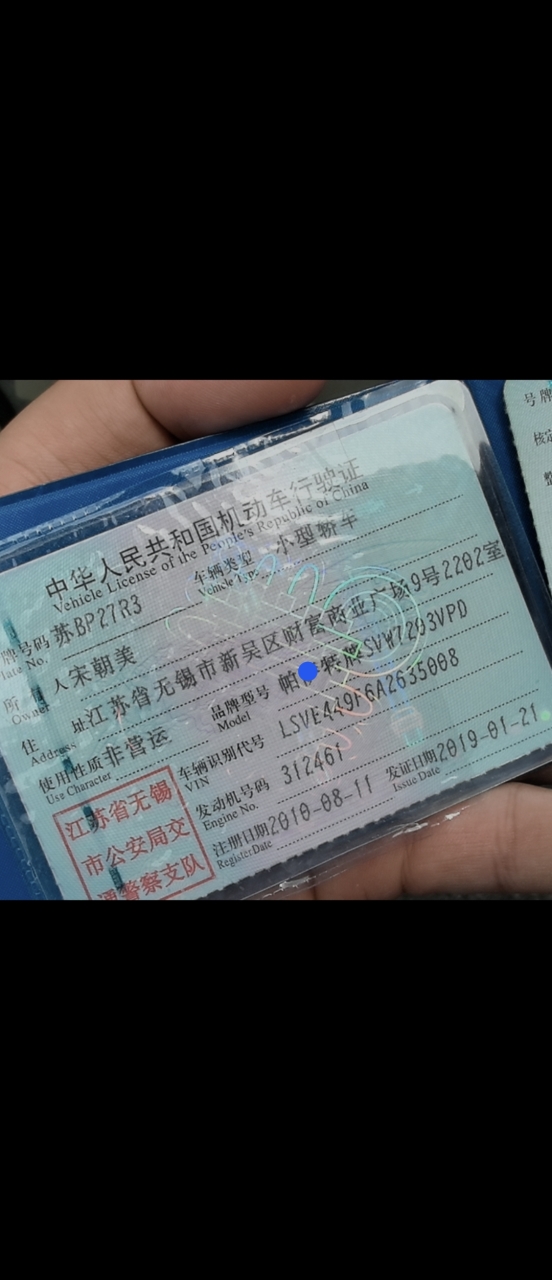 中华人民共和国机动车行驶证
Vehicle License of the People's Republic of China
牌号码 苏BP27R3 车辆类型 小型轿车
No. Vehicle Type
所 人 宋朝美
Owner
住 址 江苏省无锡市新吴区财富商业广场9号2202室
Address
使用性质 非营运 品牌型号 SVW7203VPD
Use Character Model
车辆识别代号 LSVE449F6A2635008
VIN
发动机号码 312461
Engine No.
注册日期 2010-08-11 发证日期 2019-01-21
Register Date Issue Date
江苏省无锡
市公安局交
警察支队
号牌
核定